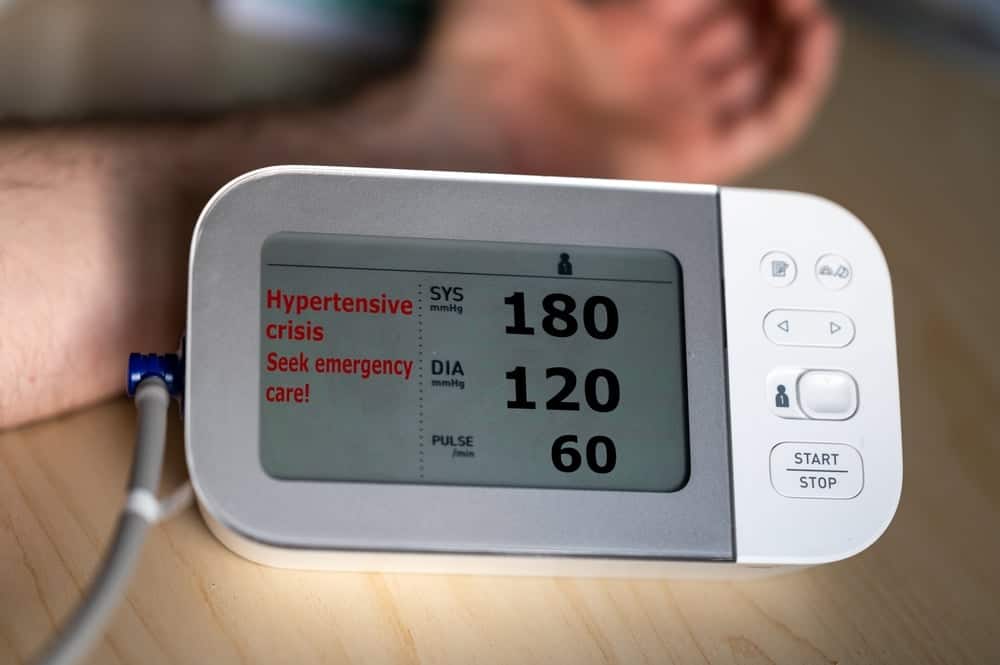 Hypertensive
crisis
Seek emergency
care!
SYS
mmHg
180
DIA
mmHg
120
PULSE
/min
60
START
STOP